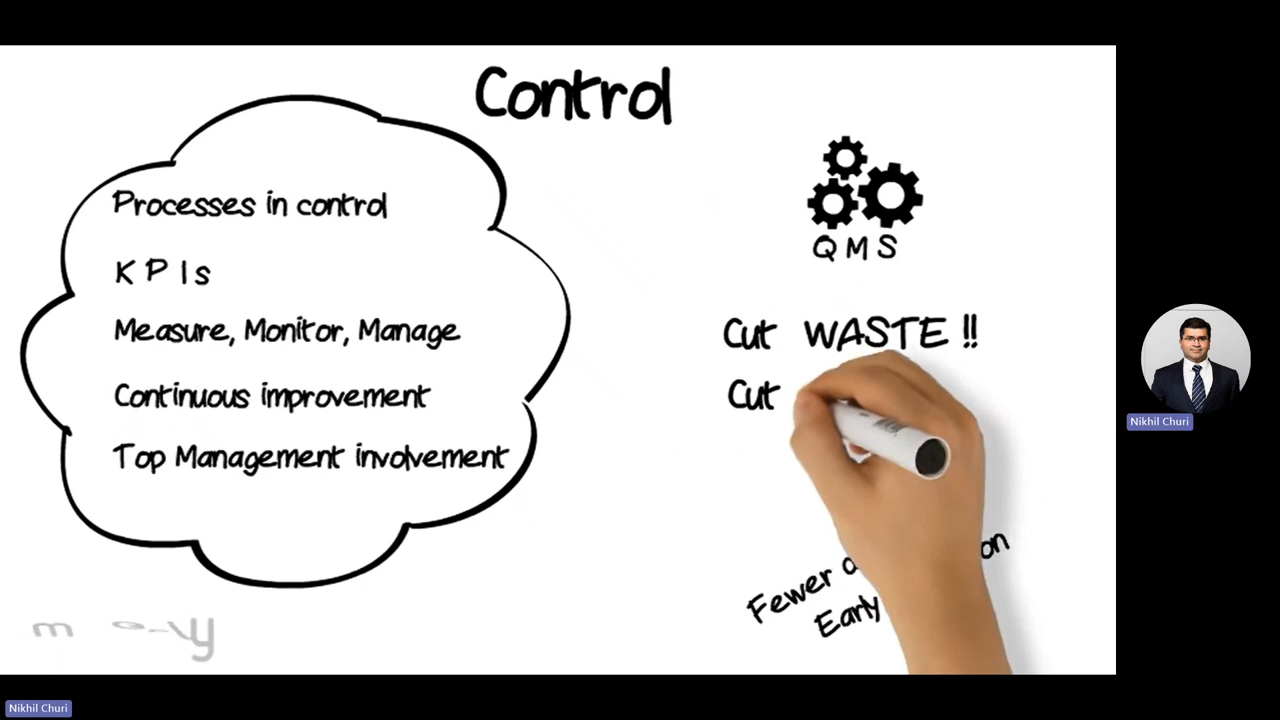 Control
Processes in control
KPIs
Measure, Monitor, Manage
Continuous improvement
Top Management involvement
QMS
Cut WASTE !!
Cut
Fewer
Early
Nikhil Churi
Nikhil Churi